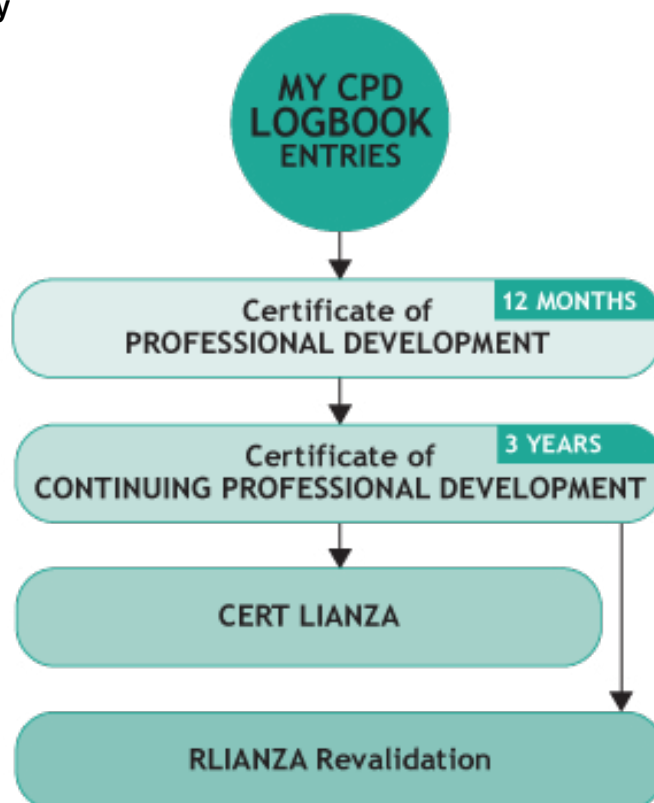 y
MY CPD
LOGBOOK
ENTRIES
12 MONTHS
Certificate of
PROFESSIONAL DEVELOPMENT
3 YEARS
Certificate of
CONTINUING PROFESSIONAL DEVELOPMENT
CERT LIANZA
RLIANZA Revalidation